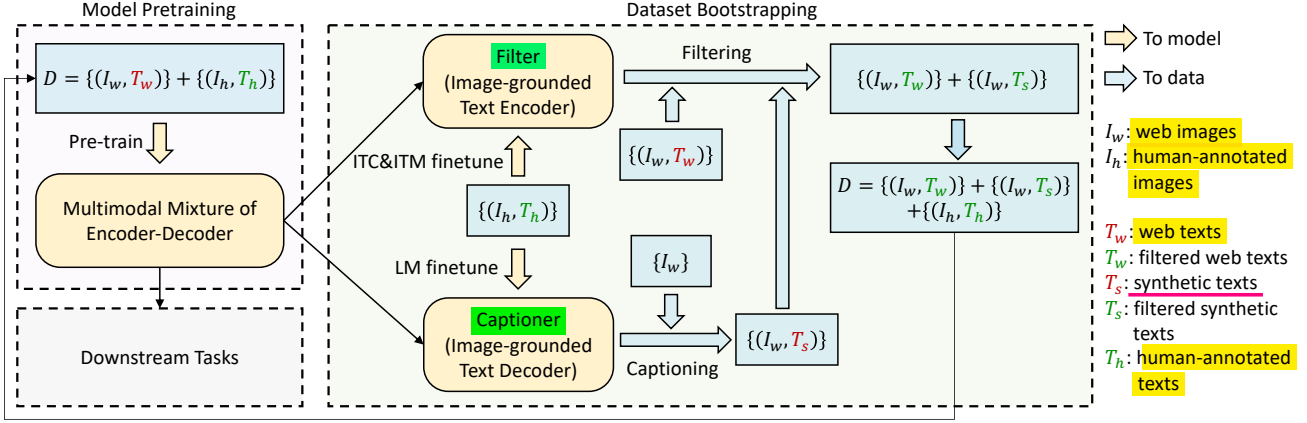 Model Pretraining
D = {(I_w, T_w)} + {(I_h, T_h)}
Pre-train
Multimodal Mixture of
Encoder-Decoder
Downstream Tasks
Dataset Bootstrapping
Filter
(Image-grounded
Text Encoder)
ITC&ITM finetune
{(I_h, T_h)}
LM finetune
Captioner
(Image-grounded
Text Decoder)
Filtering
{(I_w, T_w)}
{I_w}
Captioning
{(I_w, T_s)}
{(I_w, T_w)} + {(I_w, T_s)}
D = {(I_w, T_w)} + {(I_w, T_s)}
+{(I_h, T_h)}
To model
To data
I_w: web images
I_h: human-annotated
images
T_w: web texts
T_w: filtered web texts
T_s: synthetic texts
T_s: filtered synthetic
texts
T_h: human-annotated
texts